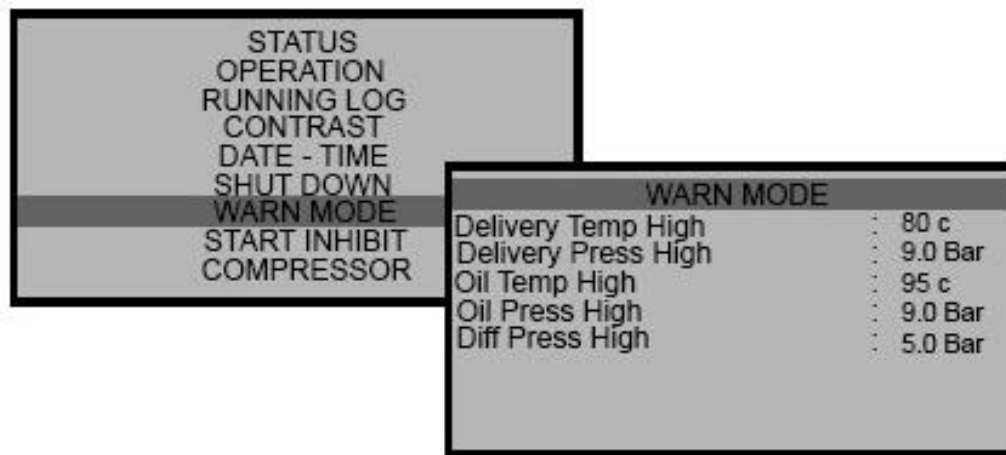 STATUS
OPERATION
RUNNING LOG
CONTRAST
DATE - TIME
SHUT DOWN
WARN MODE
START INHIBIT
COMPRESSOR
WARN MODE
Delivery Temp High : 80 c
Delivery Press High : 9.0 Bar
Oil Temp High : 95 c
Oil Press High : 9.0 Bar
Diff Press High : 5.0 Bar